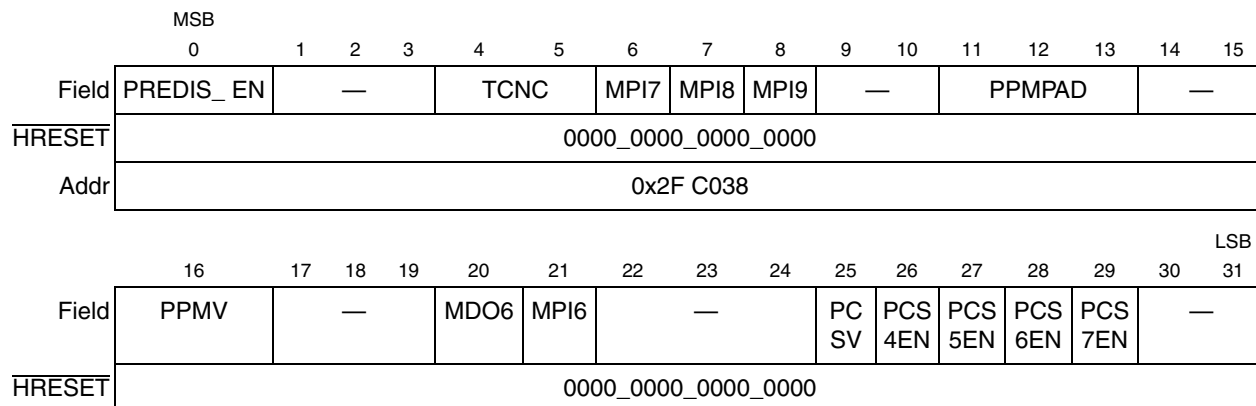 MSB
0 1 2 3 4 5 6 7 8 9 10 11 12 13 14 15
Field PREDIS_ EN — TCNC MPI7 MPI8 MPI9 — PPMPAD —
HRESET 0000_0000_0000_0000
Addr 0x2F C038
LSB
16 17 18 19 20 21 22 23 24 25 26 27 28 29 30 31
Field PPMV — MDO6 MPI6 — PC PCS PCS PCS PCS —
SV 4EN 5EN 6EN 7EN
HRESET 0000_0000_0000_0000